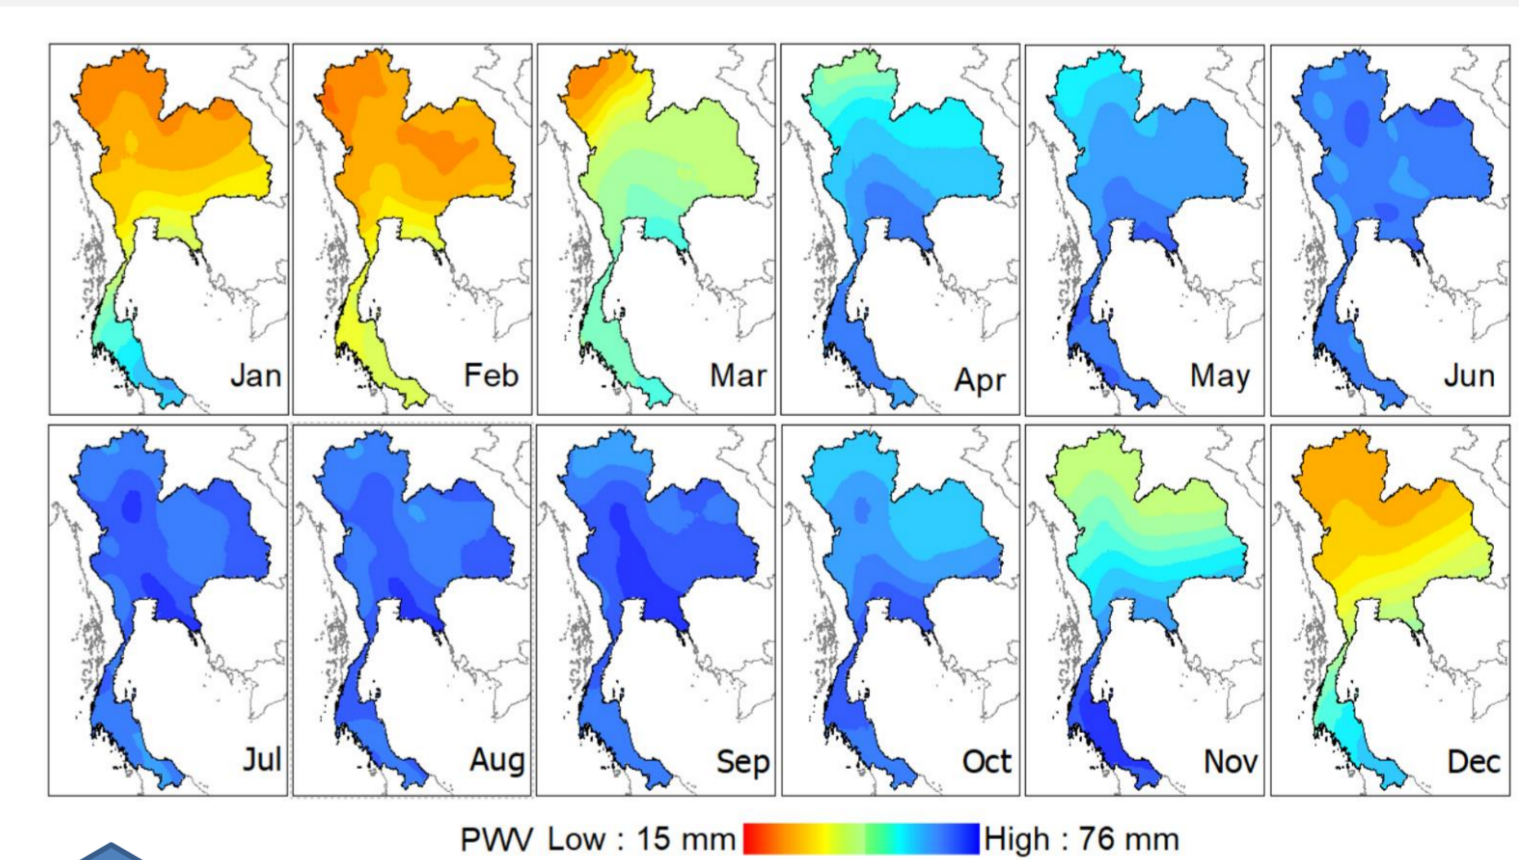 Jan
Feb
Mar
Apr
May
Jun
Jul
Aug
Sep
Oct
Nov
Dec
PWV Low : 15 mm High : 76 mm